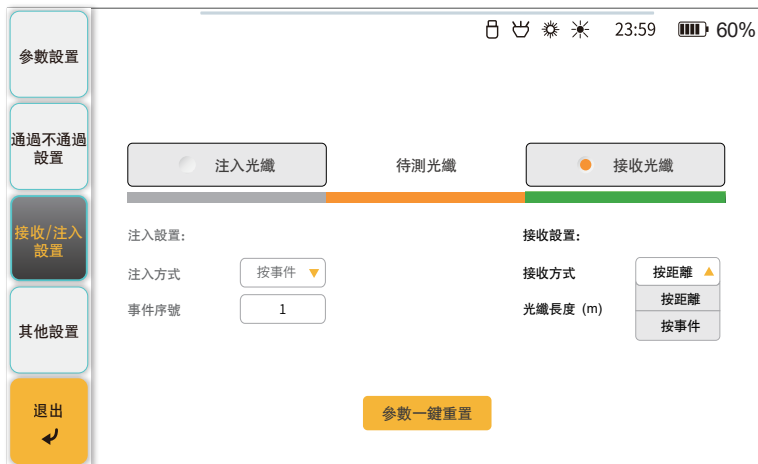 23:59 60%
參數設置
通過不通過
設置
接收/注入
設置
其他設置
退出
注入光纖
待測光纖
接收光纖
注入設置:
注入方式 按事件
事件序號 1
接收設置:
接收方式 按距離
光纖長度 (m)
按距離
按事件
參數一鍵重置